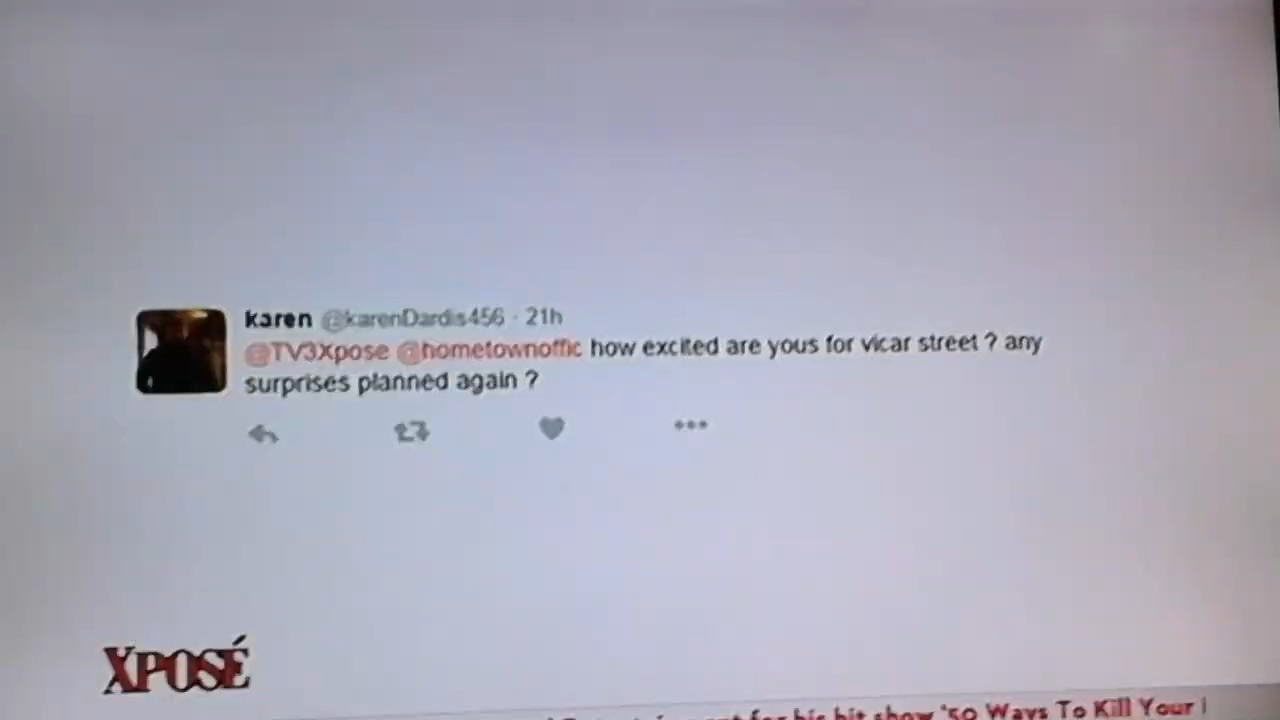 karen @karenDardis456 · 21h
@TV3Xpose @hometownoffic how excited are yous for vicar street ? any
surprises planned again ?
XPOSÉ
for his hit show '50 Ways To Kill Your